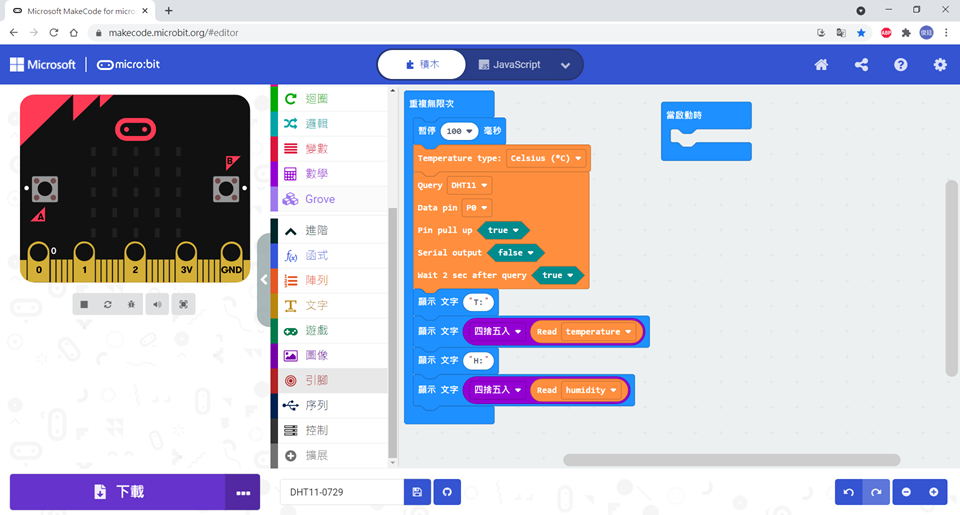 Microsoft MakeCode for micro:
makecode.microbit.org/#editor
ABP
俊廷
Microsoft
micro:bit
積木
JavaScript
B
A
0
0 1 2 3V GND
迴圈
邏輯
變數
數學
Grove
進階
函式
陣列
文字
遊戲
圖像
引腳
序列
控制
擴展
重複無限次
暫停 100 毫秒
Temperature type: Celsius (ºC)
Query DHT11
Data pin P0
Pin pull up true
Serial output false
Wait 2 sec after query true
顯示 文字 "T:"
顯示 文字 四捨五入 Read temperature
顯示 文字 "H:"
顯示 文字 四捨五入 Read humidity
當啟動時
下載
DHT11-0729